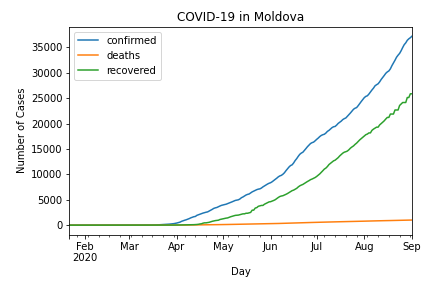 COVID-19 in Moldova
confirmed
deaths
recovered
Number of Cases
35000
30000
25000
20000
15000
10000
5000
0
Feb Mar Apr May Jun Jul Aug Sep
2020
Day